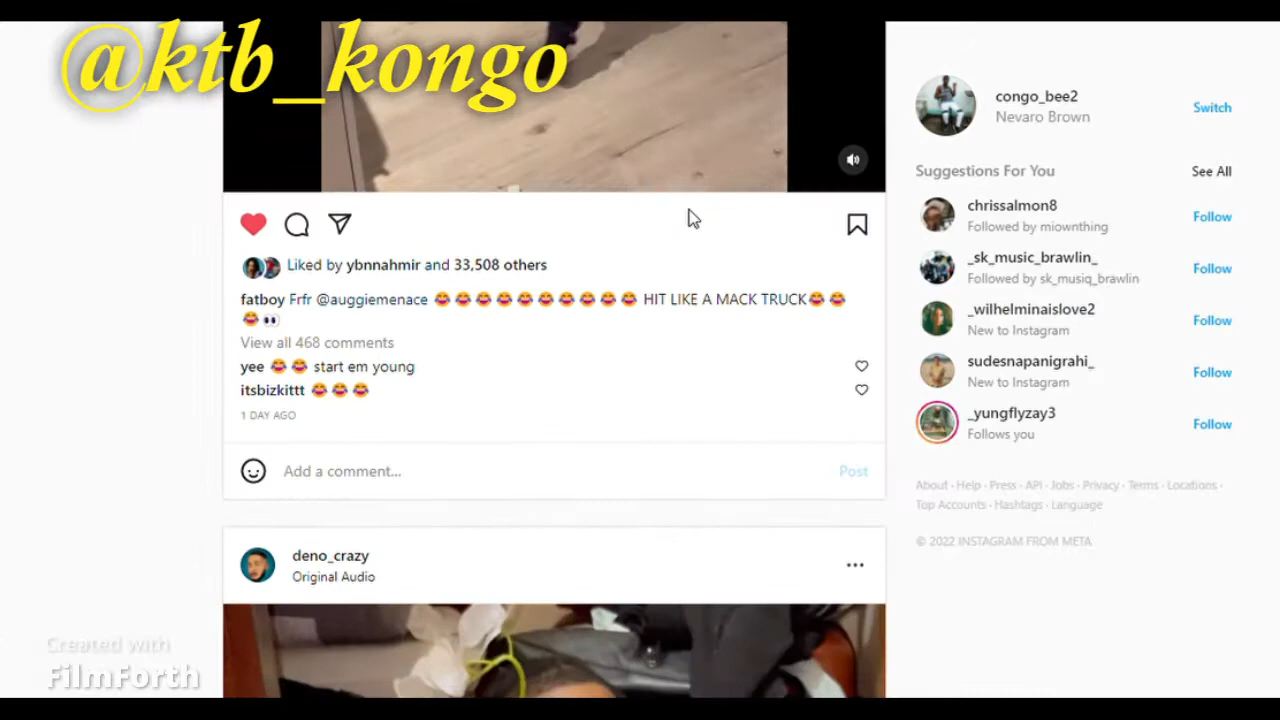 @ktb_kongo
Liked by ybnnahmir and 33,508 others
fatboy Frfr @auggiemenace 😂😂😂😂😂😂😂😂😂😂 HIT LIKE A MACK TRUCK😂😂
😂👀
View all 468 comments
yee 😂😂 start em young
itsbizkittt 😂😂😂
1 DAY AGO
Add a comment...
Post
deno_crazy
Original Audio
congo_bee2
Nevaro Brown
Switch
Suggestions For You
See All
chrissalmon8
Followed by miownthing
Follow
_sk_music_brawlin_
Followed by sk_musiq_brawlin
Follow
_wilhelminaislove2
New to Instagram
Follow
sudesnapanigrahi_
New to Instagram
Follow
_yungflyzay3
Follows you
Follow
About · Help · Press · API · Jobs · Privacy · Terms · Locations ·
Top Accounts · Hashtags · Language
© 2022 INSTAGRAM FROM META
Created with
FilmForth